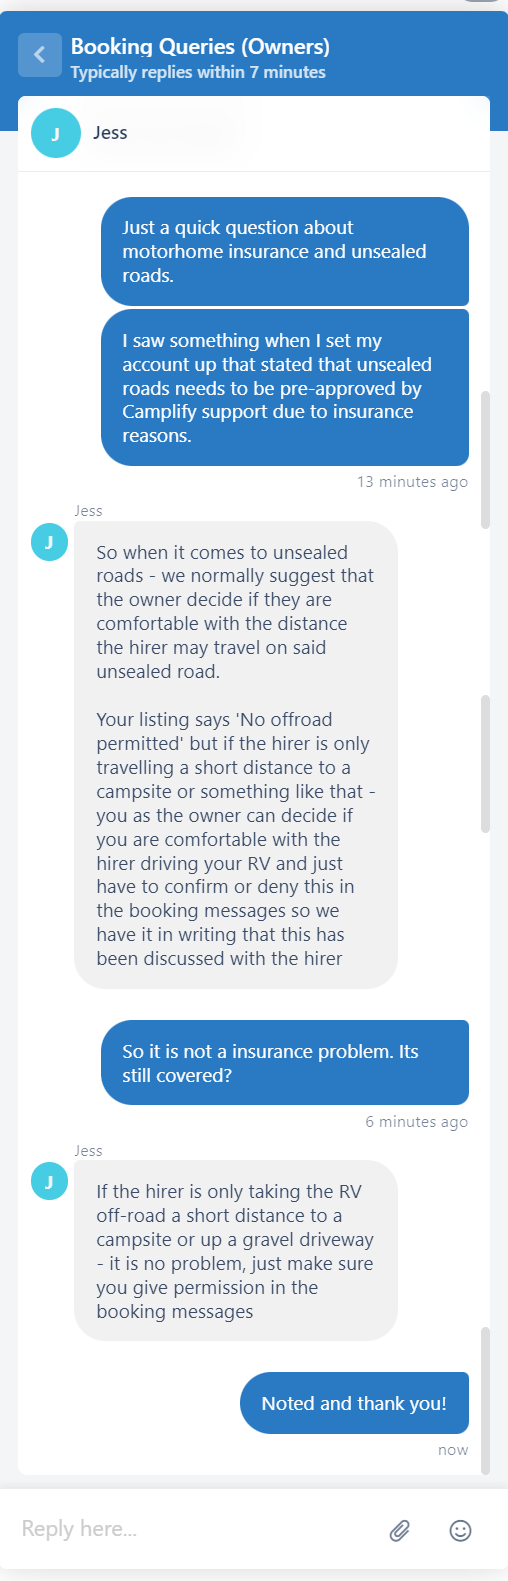 Booking Queries (Owners)
Typically replies within 7 minutes
J
Jess
Just a quick question about
motorhome insurance and unsealed
roads.
I saw something when I set my
account up that stated that unsealed
roads needs to be pre-approved by
Camplify support due to insurance
reasons.
13 minutes ago
Jess
J
So when it comes to unsealed
roads - we normally suggest that
the owner decide if they are
comfortable with the distance
the hirer may travel on said
unsealed road.
Your listing says 'No offroad
permitted' but if the hirer is only
travelling a short distance to a
campsite or something like that -
you as the owner can decide if
you are comfortable with the
hirer driving your RV and just
have to confirm or deny this in
the booking messages so we
have it in writing that this has
been discussed with the hirer
So it is not a insurance problem. Its
still covered?
6 minutes ago
Jess
J
If the hirer is only taking the RV
off-road a short distance to a
campsite or up a gravel driveway
- it is no problem, just make sure
you give permission in the
booking messages
Noted and thank you!
now
Reply here...